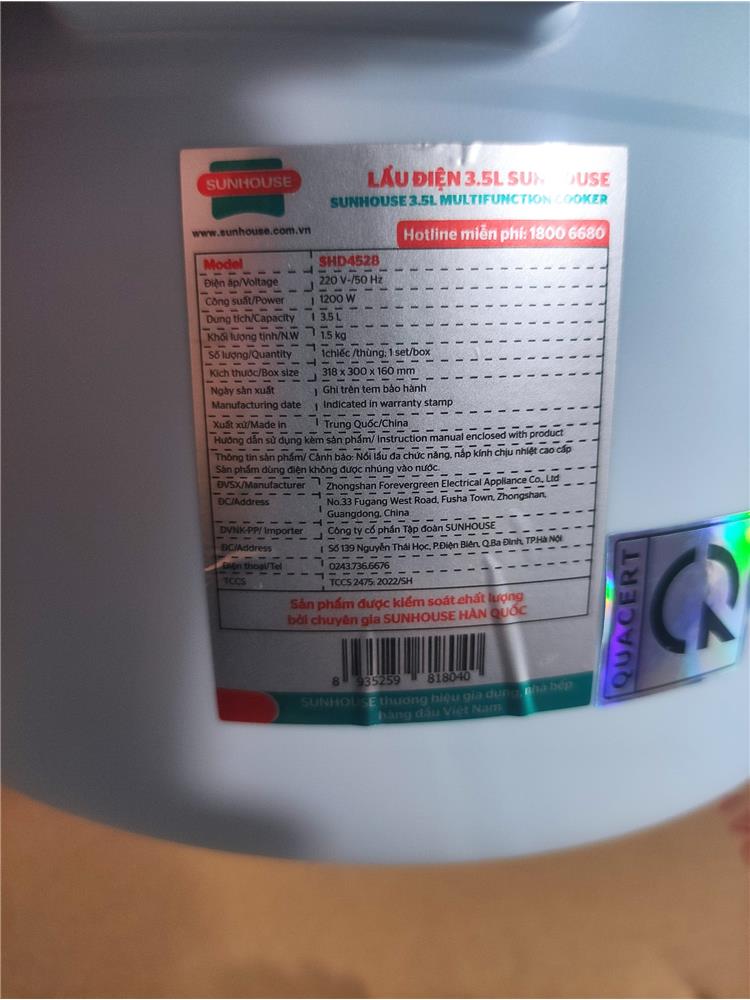 SUNHOUSE
www.sunhouse.com.vn
LẨU ĐIỆN 3.5L SUNHOUSE
SUNHOUSE 3.5L MULTIFUNCTION COOKER
Hotline miễn phí: 1800 6680
Model SHD4528
Điện áp/Voltage 220 V~/50 Hz
Công suất/Power 1200 W
Dung tích/Capacity 3.5 L
Khối lượng tịnh/N.W 1.5 kg
Số lượng/Quantity 1chiếc /thùng; 1 set/box
Kích thước/Box size 318 x 300 x 160 mm
Ngày sản xuất Ghi trên tem bảo hành
Manufacturing date Indicated in warranty stamp
Xuất xứ/Made in Trung Quốc/China
Hướng dẫn sử dụng kèm sản phẩm/ Instruction manual enclosed with product
Thông tin sản phẩm/ Cảnh báo: Nồi lẩu đa chức năng, nắp kính chịu nhiệt cao cấp
Sản phẩm dùng điện không được nhúng vào nước.
ĐVSX/Manufacturer Zhongshan Forevergreen Electrical Appliance Co., Ltd
ĐC/Address No.33 Fugang West Road, Fusha Town, Zhongshan,
Guangdong, China
DVNK-PP/ Importer Công ty cổ phần Tập đoàn SUNHOUSE
ĐC/Address Số 139 Nguyễn Thái Học, P.Điện Biên, Q.Ba Đình, TP.Hà Nội
Điện thoại/Tel 0243.736.6676
TCCS TCCS 2475: 2022/SH
Sản phẩm được kiểm soát chất lượng
bởi chuyên gia SUNHOUSE HÀN QUỐC
8 935259 818040
SUNHOUSE thương hiệu gia dụng, nhà bếp
hàng đầu Việt Nam
QUACERT